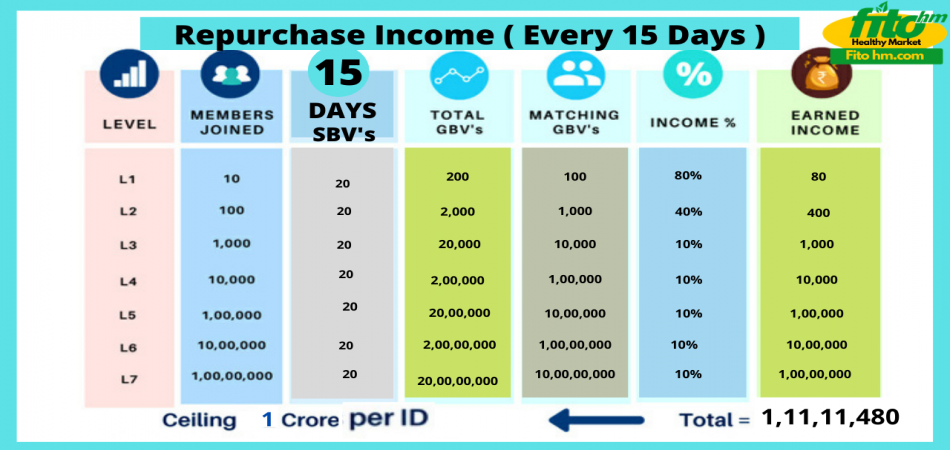 Repurchase Income ( Every 15 Days )
fito hm
Healthy Market
Fito hm.com
LEVEL
MEMBERS
JOINED
15
DAYS
SBV's
TOTAL
GBV's
MATCHING
GBV's
%
INCOME %
₹
EARNED
INCOME
L1 10 20 200 100 80% 80
L2 100 20 2,000 1,000 40% 400
L3 1,000 20 20,000 10,000 10% 1,000
L4 10,000 20 2,00,000 1,00,000 10% 10,000
L5 1,00,000 20 20,00,000 10,00,000 10% 1,00,000
L6 10,00,000 20 2,00,00,000 1,00,00,000 10% 10,00,000
L7 1,00,00,000 20 20,00,00,000 10,00,00,000 10% 1,00,00,000
Ceiling 1 Crore per ID Total = 1,11,11,480